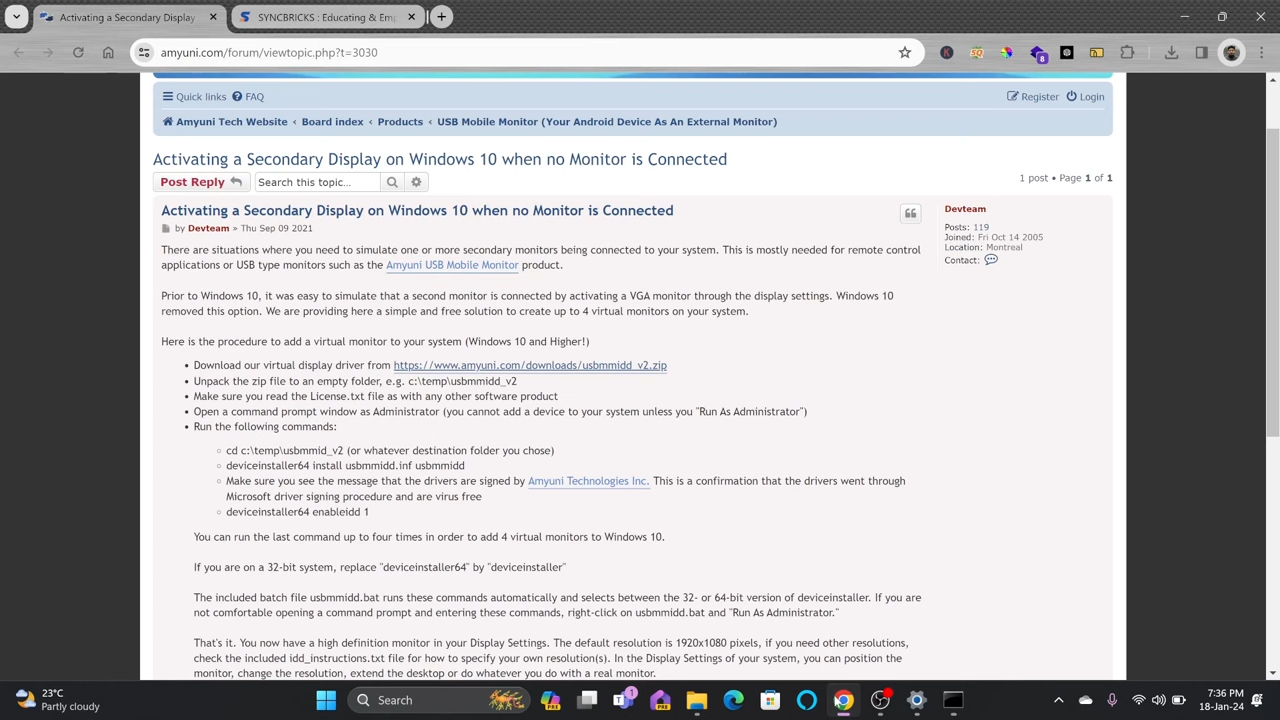 Activating a Secondary Display
SYNCBRICKS : Educating & Emp
amyuni.com/forum/viewtopic.php?t=3030
8
Quick links FAQ Register Login
Amyuni Tech Website ‹ Board index ‹ Products ‹ USB Mobile Monitor (Your Android Device As An External Monitor)
Activating a Secondary Display on Windows 10 when no Monitor is Connected
Post Reply Search this topic... 1 post • Page 1 of 1
Activating a Secondary Display on Windows 10 when no Monitor is Connected
by Devteam » Thu Sep 09 2021
Devteam
Posts: 119
Joined: Fri Oct 14 2005
Location: Montreal
Contact:
There are situations where you need to simulate one or more secondary monitors being connected to your system. This is mostly needed for remote control
applications or USB type monitors such as the Amyuni USB Mobile Monitor product.
Prior to Windows 10, it was easy to simulate that a second monitor is connected by activating a VGA monitor through the display settings. Windows 10
removed this option. We are providing here a simple and free solution to create up to 4 virtual monitors on your system.
Here is the procedure to add a virtual monitor to your system (Windows 10 and Higher!)
• Download our virtual display driver from https://www.amyuni.com/downloads/usbmmidd_v2.zip
• Unpack the zip file to an empty folder, e.g. c:\temp\usbmmidd_v2
• Make sure you read the License.txt file as with any other software product
• Open a command prompt window as Administrator (you cannot add a device to your system unless you "Run As Administrator")
• Run the following commands:
◦ cd c:\temp\usbmmid_v2 (or whatever destination folder you chose)
◦ deviceinstaller64 install usbmmidd.inf usbmmidd
◦ Make sure you see the message that the drivers are signed by Amyuni Technologies Inc. This is a confirmation that the drivers went through
Microsoft driver signing procedure and are virus free
◦ deviceinstaller64 enableidd 1
You can run the last command up to four times in order to add 4 virtual monitors to Windows 10.
If you are on a 32-bit system, replace "deviceinstaller64" by "deviceinstaller"
The included batch file usbmmidd.bat runs these commands automatically and selects between the 32- or 64-bit version of deviceinstaller. If you are
not comfortable opening a command prompt and entering these commands, right-click on usbmmidd.bat and "Run As Administrator."
That's it. You now have a high definition monitor in your Display Settings. The default resolution is 1920x1080 pixels, if you need other resolutions,
check the included idd_instructions.txt file for how to specify your own resolution(s). In the Display Settings of your system, you can position the
monitor, change the resolution, extend the desktop or do whatever you do with a real monitor.
23°C
Partly cloudy
Search
PRE
1
PRE
7:36 PM
18-Jan-24